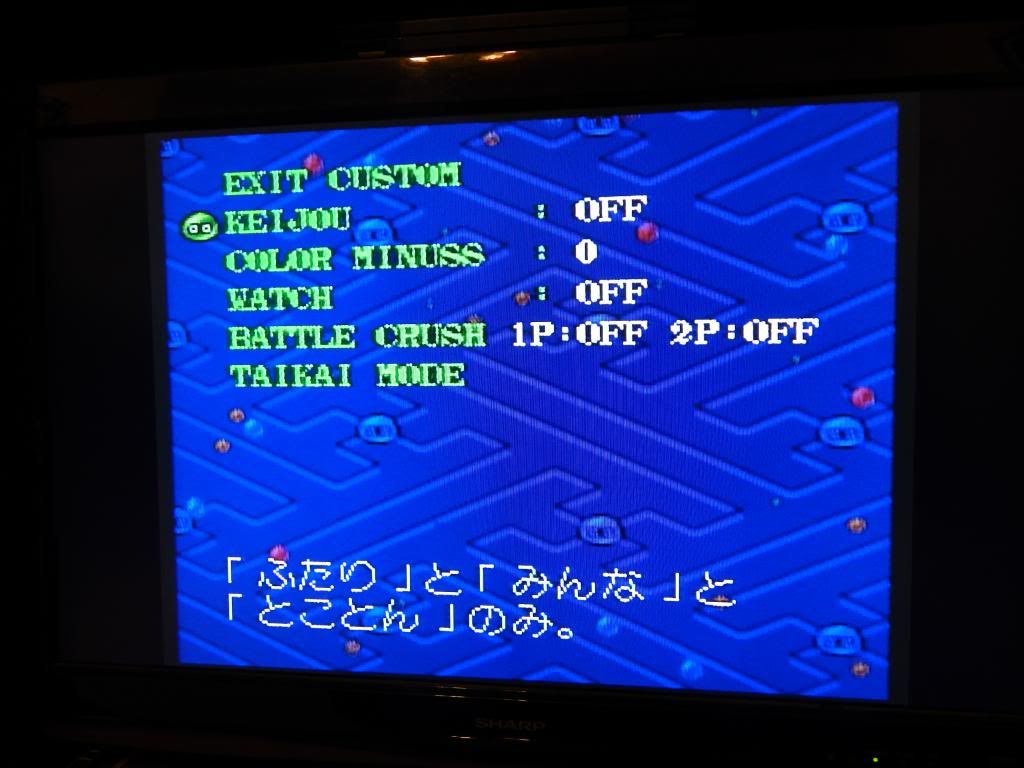 EXIT CUSTOM
KEIJOU : OFF
COLOR MINUSS : 0
WATCH : OFF
BATTLE CRUSH 1P:OFF 2P:OFF
TAIKAI MODE
「ふたり」と「みんな」と
「とことん」のみ。
SHARP